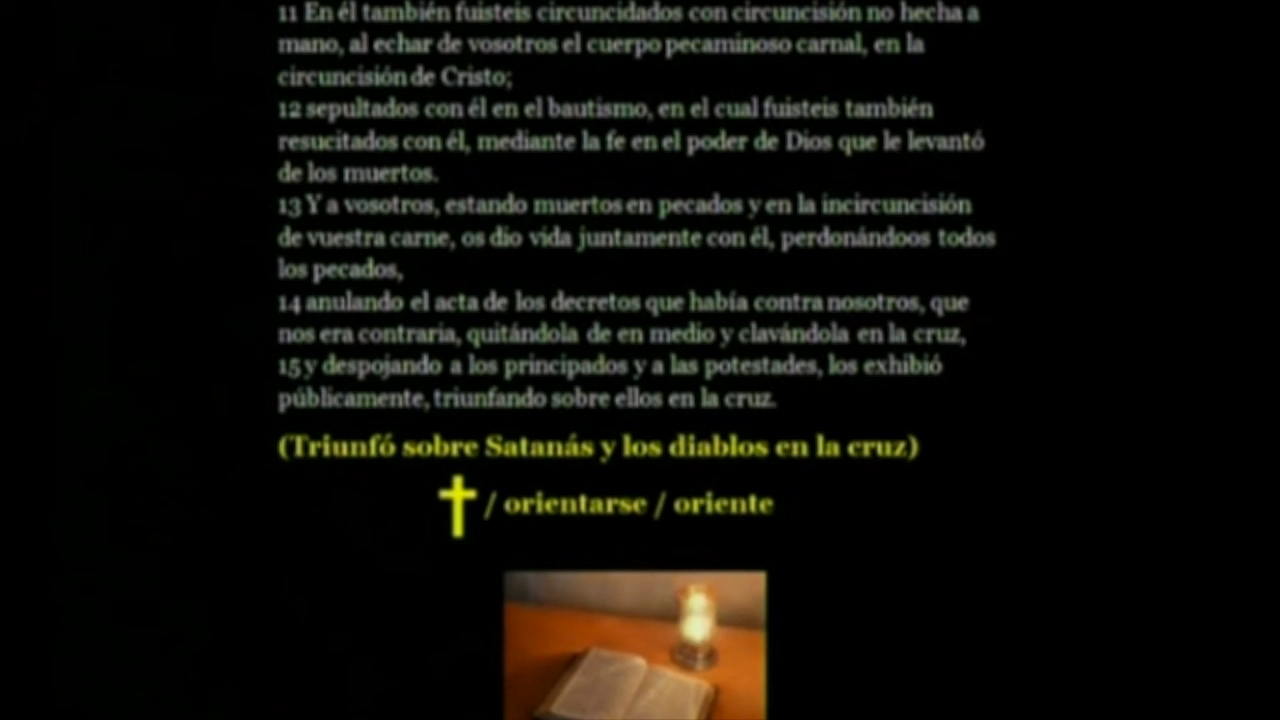 11 En él también fuisteis circuncidados con circuncisión no hecha a
mano, al echar de vosotros el cuerpo pecaminoso carnal, en la
circuncisión de Cristo;
12 sepultados con él en el bautismo, en el cual fuisteis también
resucitados con él, mediante la fe en el poder de Dios que le levantó
de los muertos.
13 Y a vosotros, estando muertos en pecados y en la incircuncisión
de vuestra carne, os dio vida juntamente con él, perdonándoos todos
los pecados,
14 anulando el acta de los decretos que había contra nosotros, que
nos era contraria, quitándola de en medio y clavándola en la cruz,
15 y despojando a los principados y a las potestades, los exhibió
públicamente, triunfando sobre ellos en la cruz.
(Triunfó sobre Satanás y los diablos en la cruz)
/ orientarse / oriente